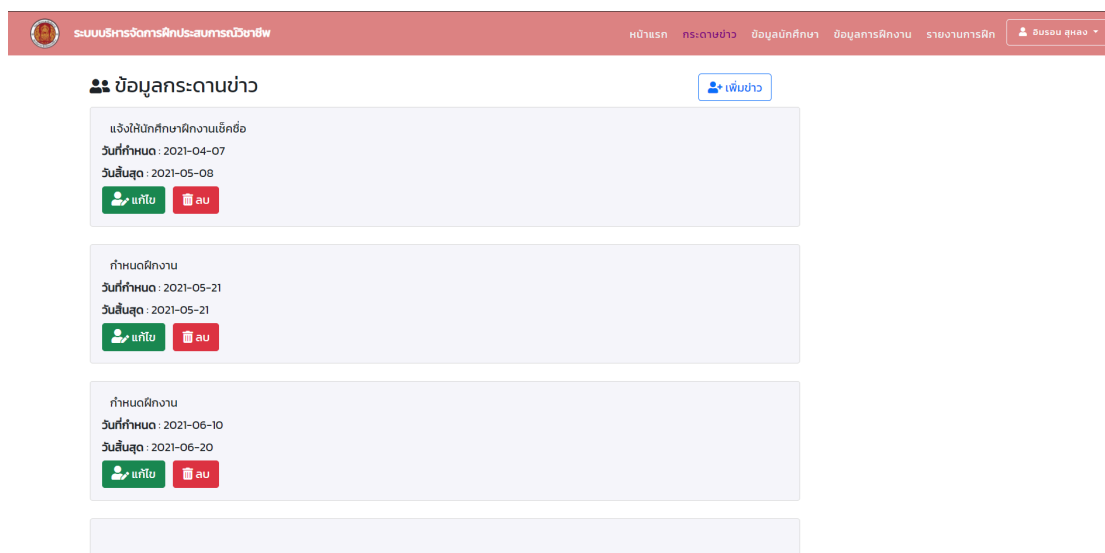 ระบบบริหารจัดการฝึกประสบการณ์วิชาชีพ หน้าแรก กระดาษข่าว ข้อมูลนักศึกษา ข้อมูลการฝึกงาน รายงานการฝึก อิมรอน สุหลง
ข้อมูลกระดานข่าว เพิ่มข่าว
แจ้งให้นักศึกษาฝึกงานเช็คชื่อ
วันที่กำหนด : 2021-04-07
วันสิ้นสุด : 2021-05-08
แก้ไข ลบ
กำหนดฝึกงาน
วันที่กำหนด : 2021-05-21
วันสิ้นสุด : 2021-05-21
แก้ไข ลบ
กำหนดฝึกงาน
วันที่กำหนด : 2021-06-10
วันสิ้นสุด : 2021-06-20
แก้ไข ลบ